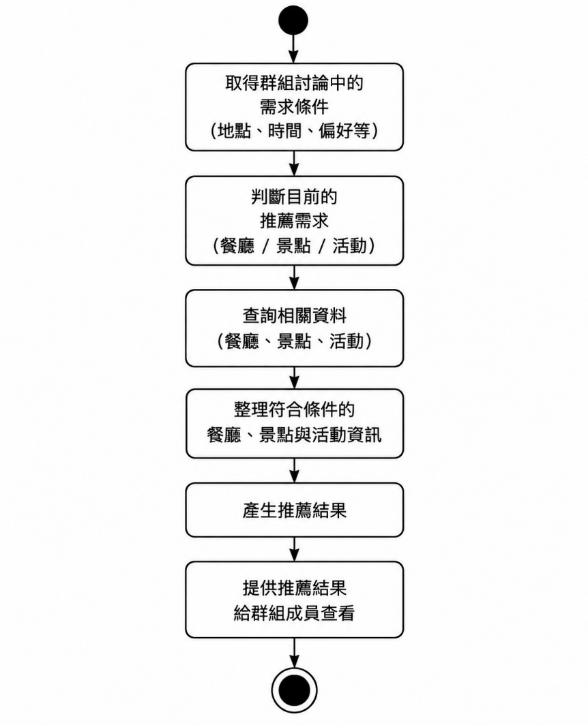 取得群組討論中的
需求條件
（地點、時間、偏好等）
判斷目前的
推薦需求
（餐廳 / 景點 / 活動）
查詢相關資料
（餐廳、景點、活動）
整理符合條件的
餐廳、景點與活動資訊
產生推薦結果
提供推薦結果
給群組成員查看